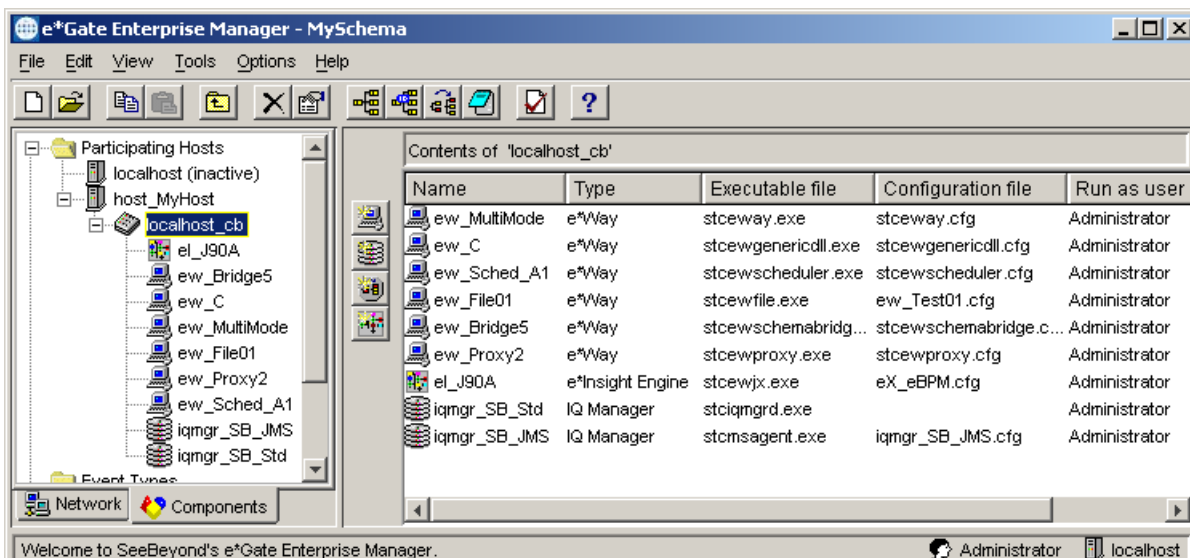 e*Gate Enterprise Manager - MySchema
File Edit View Tools Options Help
Participating Hosts
localhost (inactive)
host_MyHost
localhost_cb
eI_J90A
ew_Bridge5
ew_C
ew_MultiMode
ew_File01
ew_Proxy2
ew_Sched_A1
iqmgr_SB_JMS
iqmgr_SB_Std
Event Types
Network Components
Contents of 'localhost_cb'
Name Type Executable file Configuration file Run as user
ew_MultiMode e*Way stceway.exe stceway.cfg Administrator
ew_C e*Way stcewgenericdll.exe stcewgenericdll.cfg Administrator
ew_Sched_A1 e*Way stcewscheduler.exe stcewscheduler.cfg Administrator
ew_File01 e*Way stcewfile.exe ew_Test01.cfg Administrator
ew_Bridge5 e*Way stcewschemabridg... stcewschemabridge.c... Administrator
ew_Proxy2 e*Way stcewproxy.exe stcewproxy.cfg Administrator
eI_J90A e*Insight Engine stcewjx.exe eX_eBPM.cfg Administrator
iqmgr_SB_Std IQ Manager stciqmgrd.exe Administrator
iqmgr_SB_JMS IQ Manager stcmsagent.exe iqmgr_SB_JMS.cfg Administrator
Welcome to SeeBeyond's e*Gate Enterprise Manager. Administrator localhost